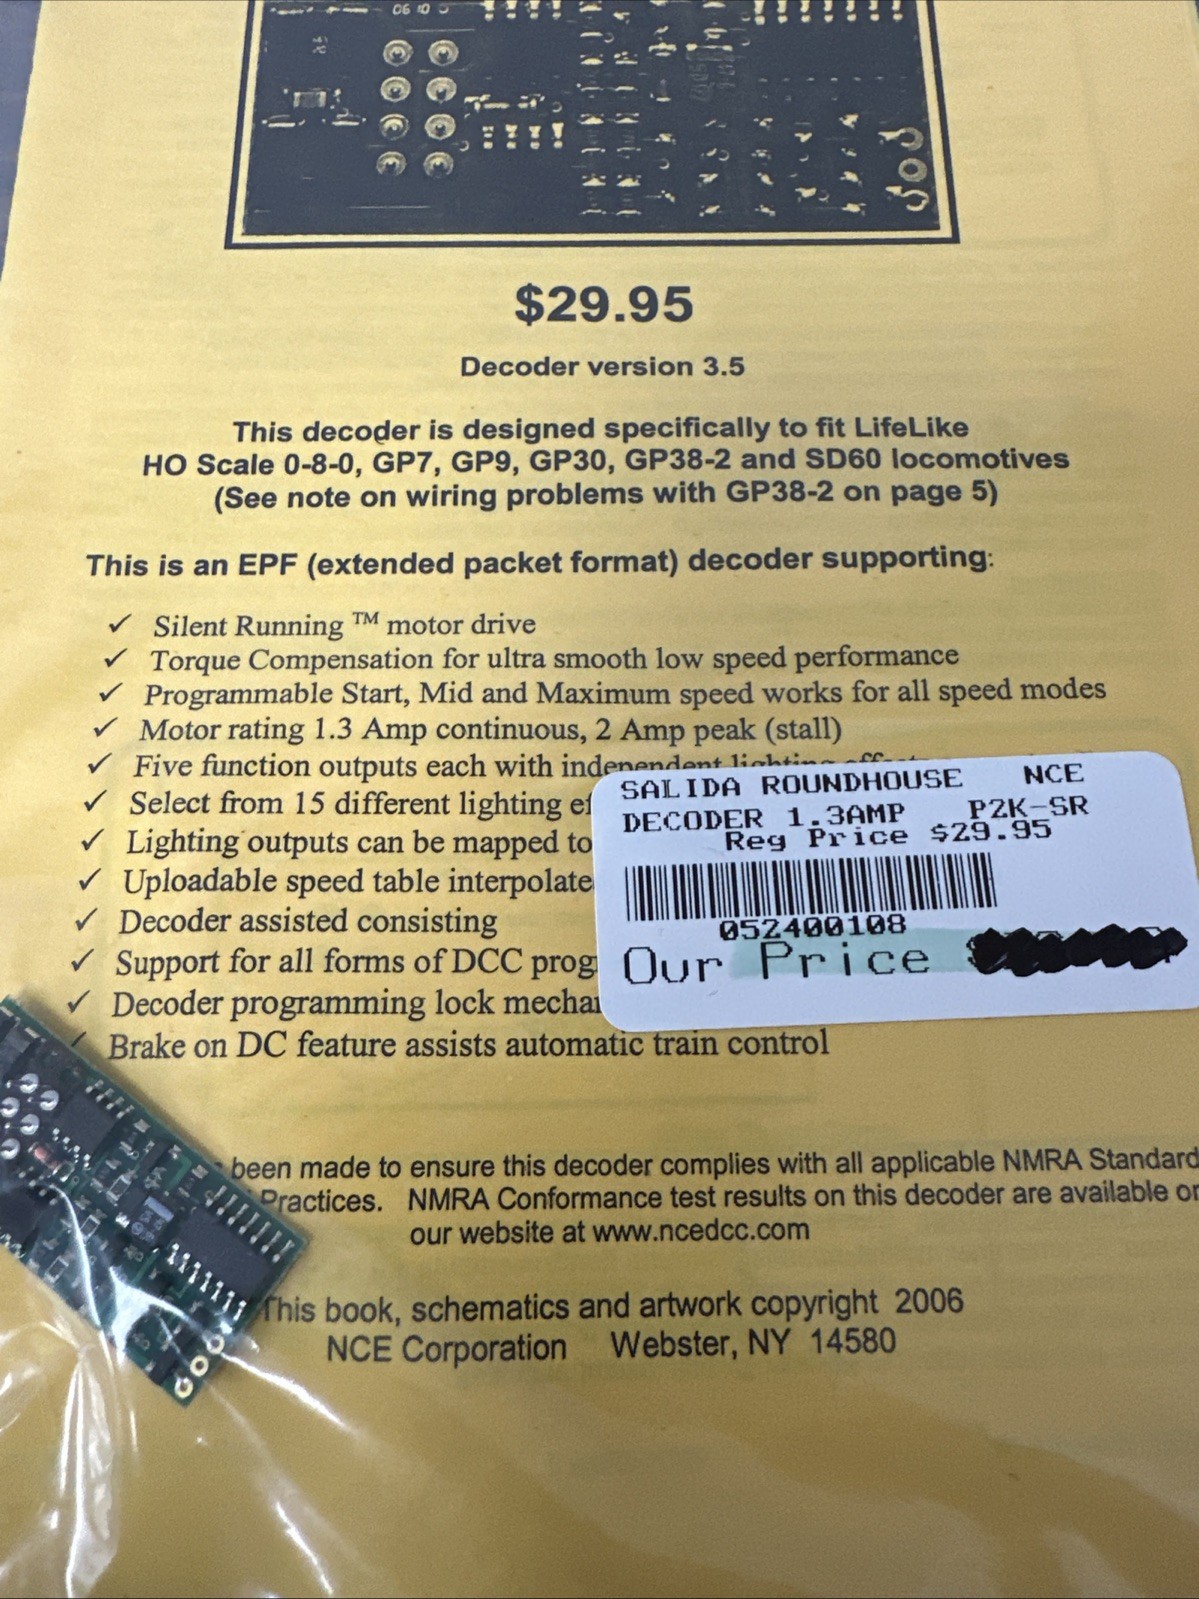 $29.95
Decoder version 3.5
This decoder is designed specifically to fit LifeLike
HO Scale 0-8-0, GP7, GP9, GP30, GP38-2 and SD60 locomotives
(See note on wiring problems with GP38-2 on page 5)
This is an EPF (extended packet format) decoder supporting:
✓ Silent Running ™ motor drive
✓ Torque Compensation for ultra smooth low speed performance
✓ Programmable Start, Mid and Maximum speed works for all speed modes
✓ Motor rating 1.3 Amp continuous, 2 Amp peak (stall)
✓ Five function outputs each with independent lighting
✓ Select from 15 different lighting
✓ Lighting outputs can be mapped to
✓ Uploadable speed table
✓ Decoder assisted consisting
✓ Support for all forms of DCC
✓ Decoder programming lock
✓ Brake on DC feature assists automatic train control
SALIDA ROUNDHOUSE NCE
DECODER 1.3AMP P2K-SR
Reg Price $29.95
052400108
Our Price
been made to ensure this decoder complies with all applicable NMRA Standard
Practices. NMRA Conformance test results on this decoder are available on
our website at www.ncedcc.com
This book, schematics and artwork copyright 2006
NCE Corporation Webster, NY 14580